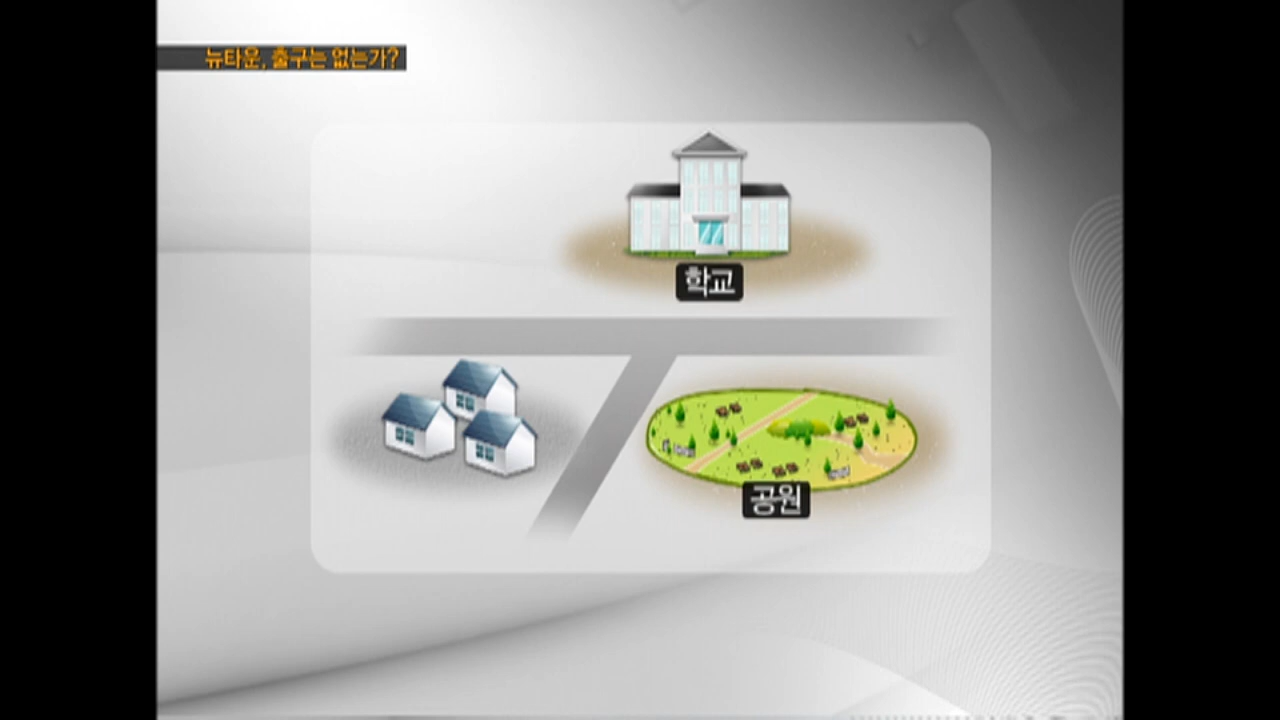 뉴타운, 출구는 없는가?
학교
공원